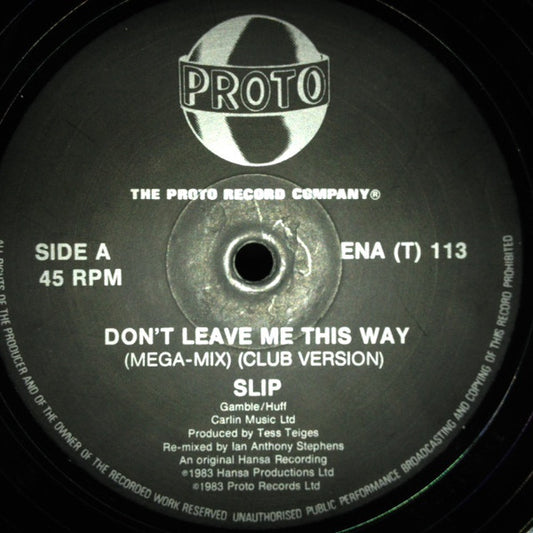 PROTO
THE PROTO RECORD COMPANY®
SIDE A
45 RPM
ENA (T) 113
DON'T LEAVE ME THIS WAY
(MEGA-MIX) (CLUB VERSION)
SLIP
Gamble/Huff
Carlin Music Ltd
Produced by Tess Teiges
Re-mixed by Ian Anthony Stephens
An original Hansa Recording
℗1983 Hansa Productions Ltd
©1983 Proto Records Ltd
ALL RIGHTS OF THE PRODUCER AND OF THE OWNER OF THE RECORDED WORK RESERVED UNAUTHORISED PUBLIC PERFORMANCE BROADCASTING AND COPYING OF THIS RECORD PROHIBITED